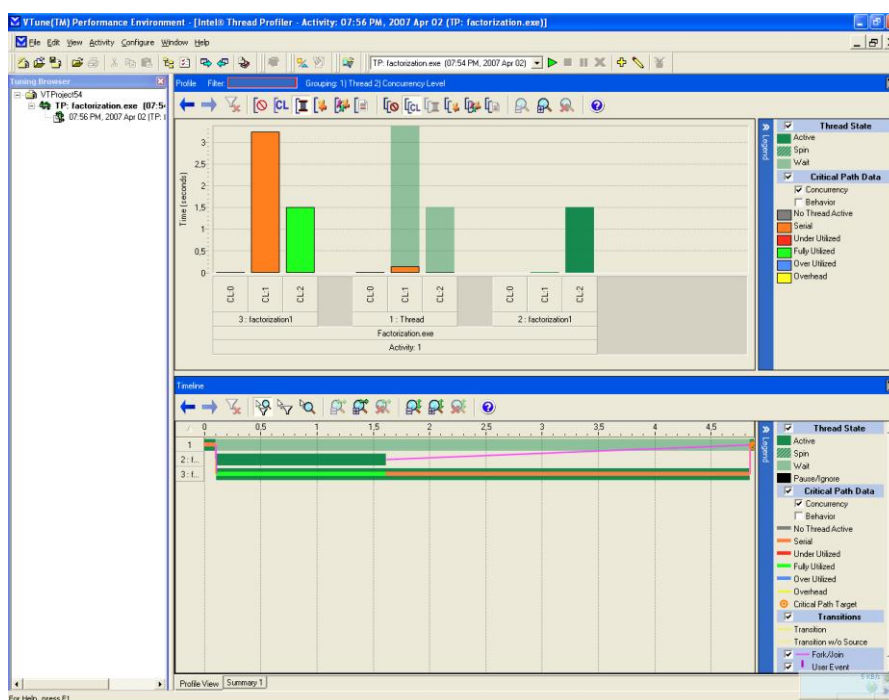 VTune(TM) Performance Environment - [Intel® Thread Profiler - Activity: 07:56 PM, 2007 Apr 02 (TP: factorization.exe)]
File Edit View Activity Configure Window Help
TP: factorization.exe (07:54 PM, 2007 Apr 02)
Tuning Browser
VTProject54
TP: factorization.exe (07:5
07:56 PM, 2007 Apr 02 (TP:
Profile Filter Grouping: 1) Thread 2) Concurrency Level
CL CL
Time (seconds)
3
2,5
2
1,5
1
0,5
0
CL:0 CL:1 CL:2 CL:0 CL:1 CL:2 CL:0 CL:1 CL:2
3 : factorization1 1 : Thread 2 : factorization1
Factorization.exe
Activity: 1
Legend
Thread State
Active
Spin
Wait
Critical Path Data
Concurrency
Behavior
No Thread Active
Serial
Under Utilized
Fully Utilized
Over Utilized
Overhead
Timeline
0 0,5 1 1,5 2 2,5 3 3,5 4 4,5
1
2 : f...
3 : f...
Legend
Thread State
Active
Spin
Wait
Pause/Ignore
Critical Path Data
Concurrency
Behavior
No Thread Active
Serial
Under Utilized
Fully Utilized
Over Utilized
Overhead
Critical Path Target
Transitions
Transition
Transition w/o Source
Fork/Join
User Event
Profile View Summary 1
For Help, press F1